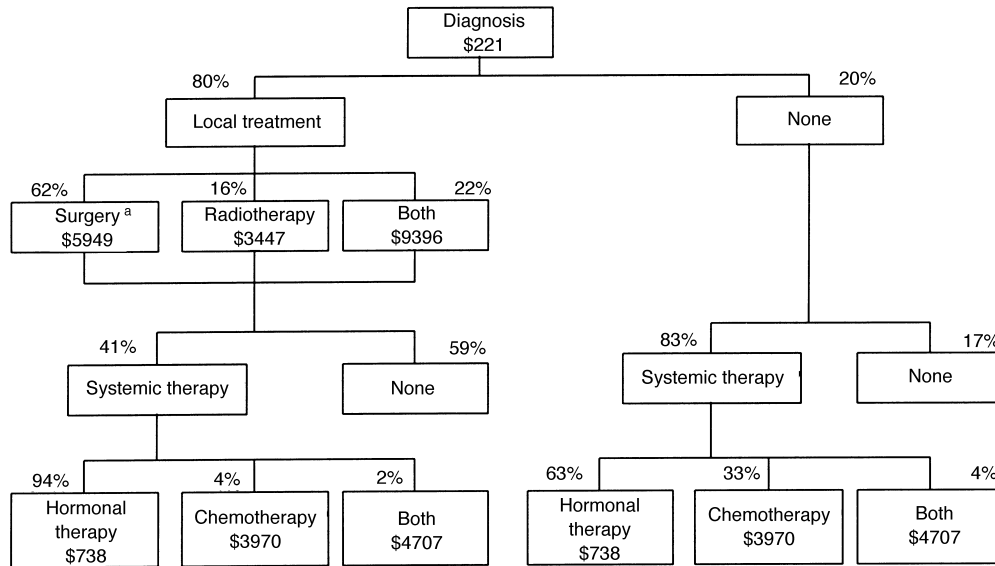 Diagnosis
$221
80%
20%
Local treatment
None
62%
16%
22%
Surgery a
$5949
Radiotherapy
$3447
Both
$9396
41%
59%
83%
17%
Systemic therapy
None
Systemic therapy
None
94%
4%
2%
63%
33%
4%
Hormonal
therapy
$738
Chemotherapy
$3970
Both
$4707
Hormonal
therapy
$738
Chemotherapy
$3970
Both
$4707